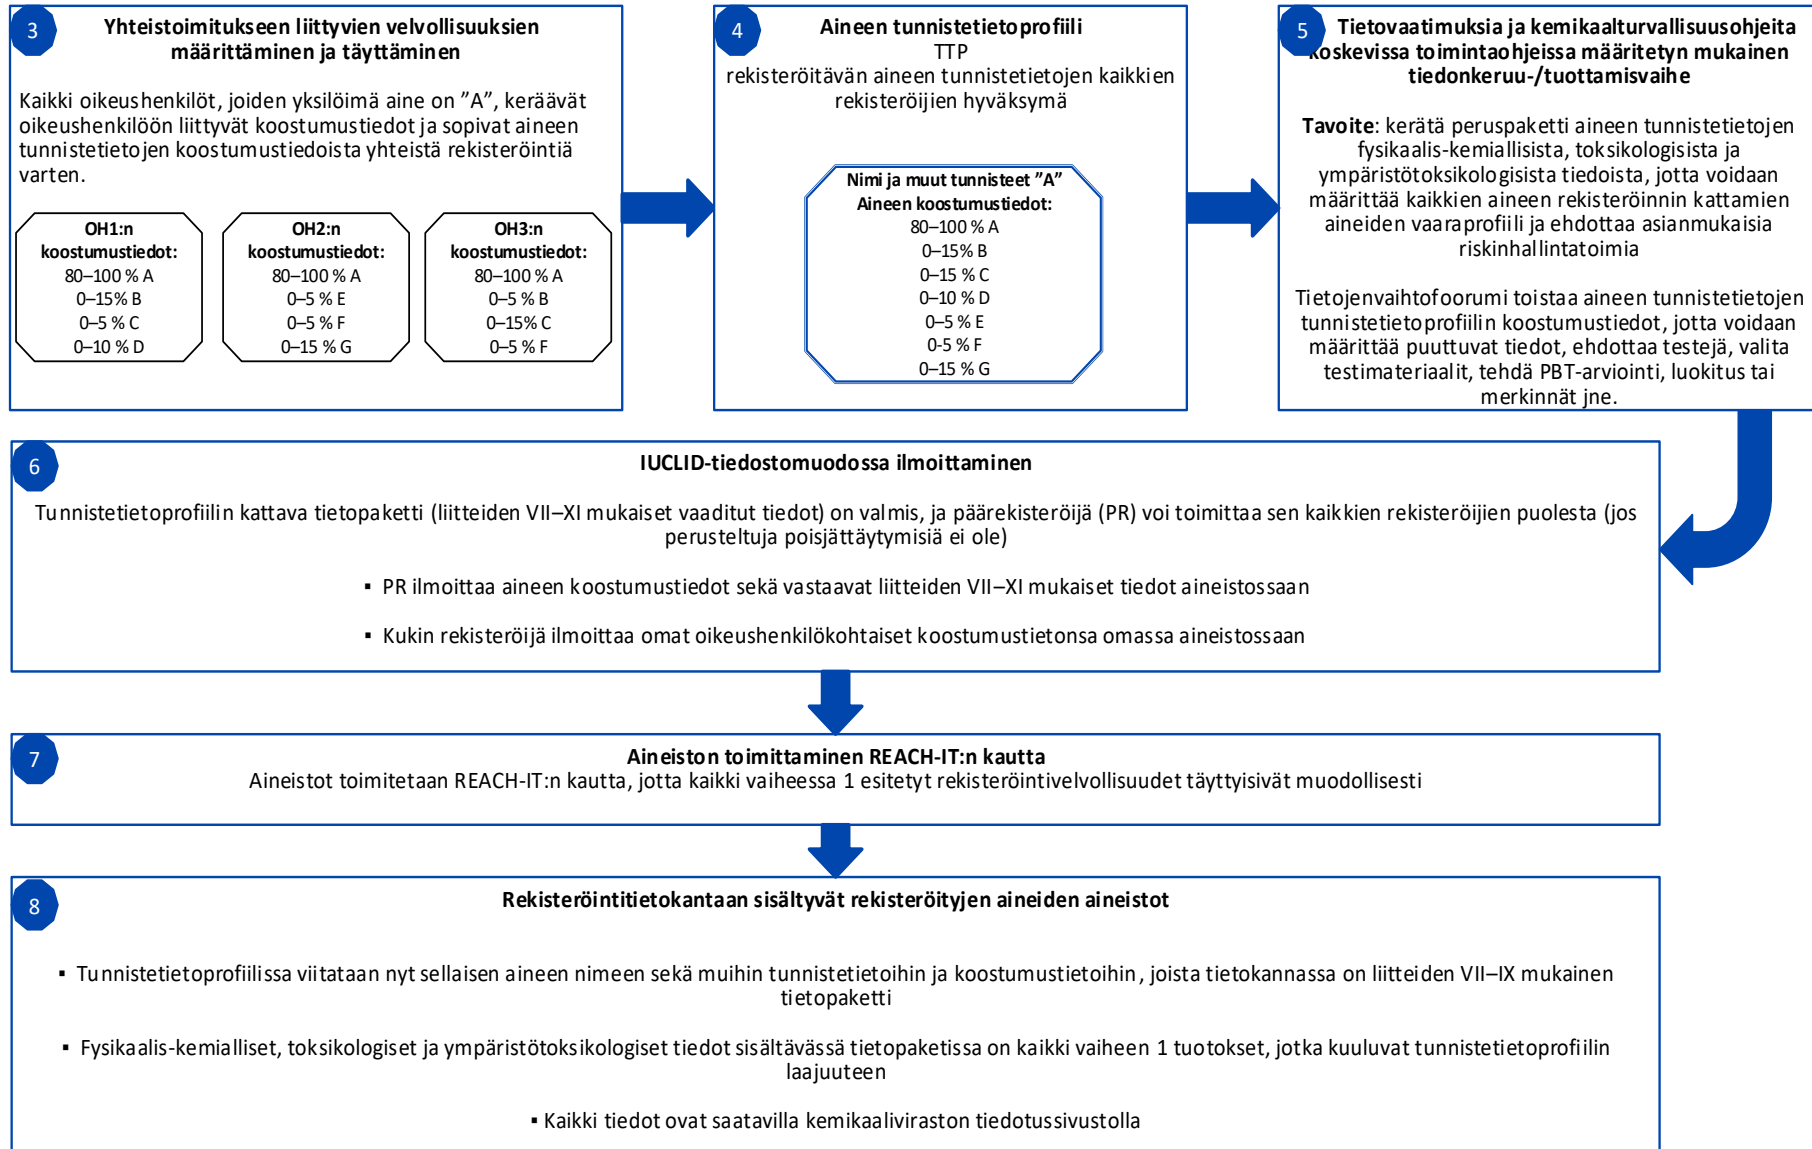 3
Yhteistoimitukseen liittyvien velvollisuuksien
määrittäminen ja täyttäminen
Kaikki oikeushenkilöt, joiden yksilöimä aine on ”A”, keräävät
oikeushenkilöön liittyvät koostumustiedot ja sopivat aineen
tunnistetietojen koostumustiedoista yhteistä rekisteröintiä
varten.
OH1:n
koostumustiedot:
80–100 % A
0–15% B
0–5 % C
0–10 % D
OH2:n
koostumustiedot:
80–100 % A
0–5 % E
0–5 % F
0–15 % G
OH3:n
koostumustiedot:
80–100 % A
0–5 % B
0–15% C
0–5 % F
4
Aineen tunnistetietoprofiili
TTP
rekisteröitävän aineen tunnistetietojen kaikkien
rekisteröijien hyväksymä
Nimi ja muut tunnisteet ”A”
Aineen koostumustiedot:
80–100 % A
0–15% B
0–15 % C
0–10 % D
0–5 % E
0-5 % F
0–15 % G
5
Tietovaatimuksia ja kemikaalturvallisuusohjeita
koskevissa toimintaohjeissa määritetyn mukainen
tiedonkeruu-/tuottamisvaihe
Tavoite: kerätä peruspaketti aineen tunnistetietojen
fysikaalis-kemiallisista, toksikologisista ja
ympäristötoksikologisista tiedoista, jotta voidaan
määrittää kaikkien aineen rekisteröinnin kattamien
aineiden vaaraprofiili ja ehdottaa asianmukaisia
riskinhallintatoimia
Tietojenvaihtofoorumi toistaa aineen tunnistetietojen
tunnistetietoprofiilin koostumustiedot, jotta voidaan
määrittää puuttuvat tiedot, ehdottaa testejä, valita
testimateriaalit, tehdä PBT-arviointi, luokitus tai
merkinnät jne.
6
IUCLID-tiedostomuodossa ilmoittaminen
Tunnistetietoprofiilin kattava tietopaketti (liitteiden VII–XI mukaiset vaaditut tiedot) on valmis, ja päärekisteröijä (PR) voi toimittaa sen kaikkien rekisteröijien puolesta (jos
perusteltuja poisjättäytymisiä ei ole)
▪ PR ilmoittaa aineen koostumustiedot sekä vastaavat liitteiden VII–XI mukaiset tiedot aineistossaan
▪ Kukin rekisteröijä ilmoittaa omat oikeushenkilökohtaiset koostumustietonsa omassa aineistossaan
7
Aineiston toimittaminen REACH-IT:n kautta
Aineistot toimitetaan REACH-IT:n kautta, jotta kaikki vaiheessa 1 esitetyt rekisteröintivelvollisuudet täyttyisivät muodollisesti
8
Rekisteröintitietokantaan sisältyvät rekisteröityjen aineiden aineistot
▪ Tunnistetietoprofiilissa viitataan nyt sellaisen aineen nimeen sekä muihin tunnistetietoihin ja koostumustietoihin, joista tietokannassa on liitteiden VII–IX mukainen
tietopaketti
▪ Fysikaalis-kemialliset, toksikologiset ja ympäristötoksikologiset tiedot sisältävässä tietopaketissa on kaikki vaiheen 1 tuotokset, jotka kuuluvat tunnistetietoprofiilin
laajuuteen
▪ Kaikki tiedot ovat saatavilla kemikaaliviraston tiedotussivustolla